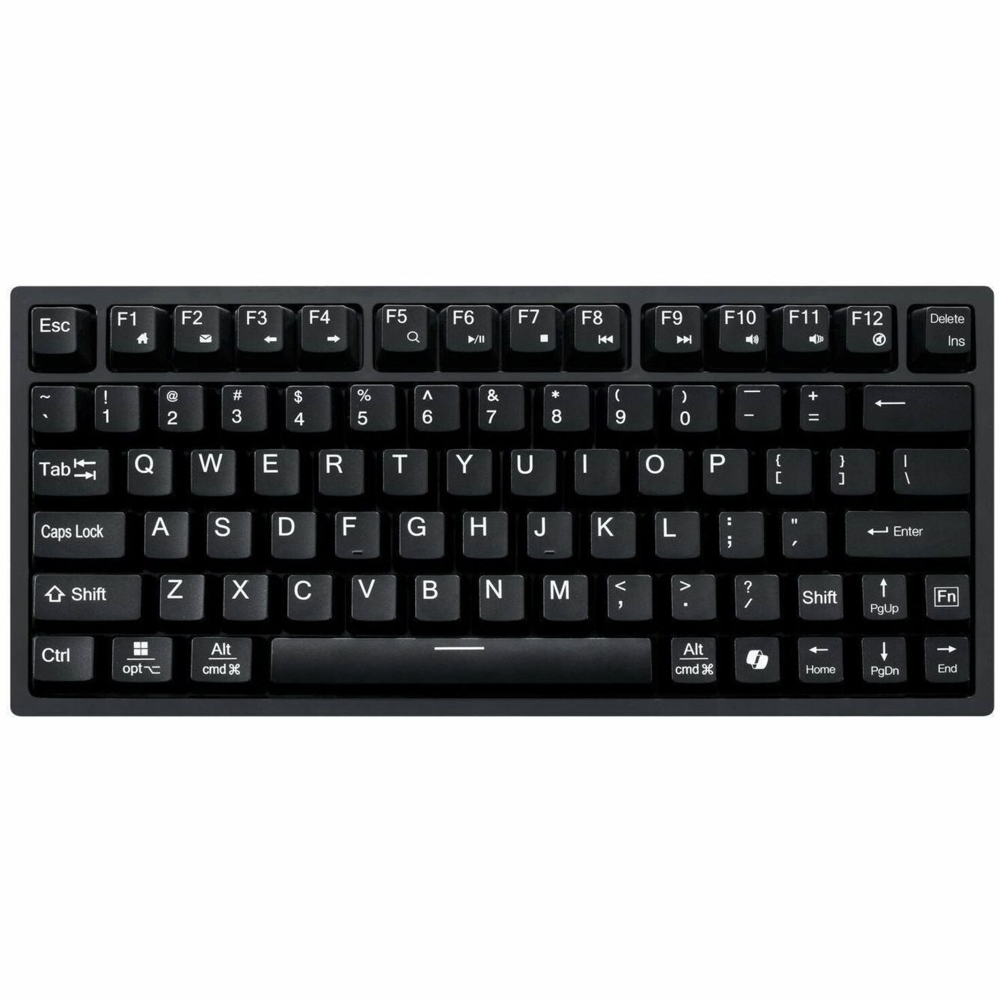 Esc F1 F2 F3 F4 F5 F6 F7 F8 F9 F10 F11 F12 Delete
Ins
~ ! @ # $ % ^ & * ( ) — +
` 1 2 3 4 5 6 7 8 9 0 - = ←
Tab Q W E R T Y U I O P { } |
[ ] \
Caps Lock A S D F G H J K L : " ↵ Enter
; '
⇧ Shift Z X C V B N M < > ? Shift ↑ Fn
, . / PgUp
Ctrl Alt Alt ← ↓ →
opt⌥ cmd⌘ cmd⌘ Home PgDn End